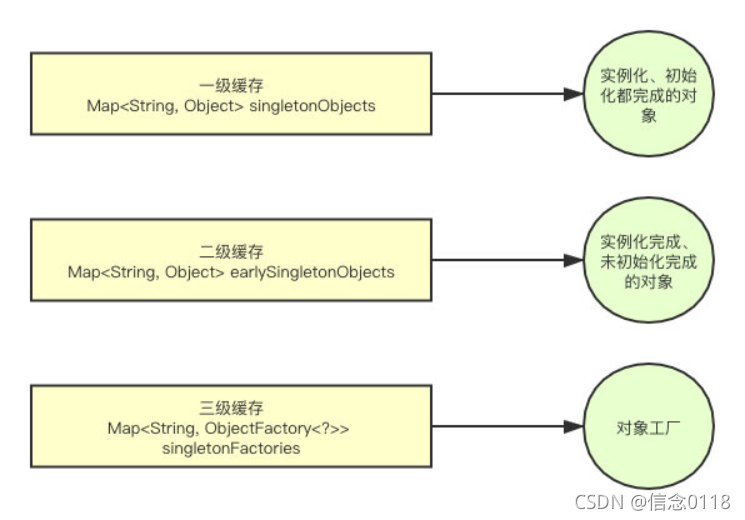 一级缓存
Map<String, Object> singletonObjects
实例化、初始
化都完成的对
象
二级缓存
Map<String, Object> earlySingletonObjects
实例化完成、
未初始化完成
的对象
三级缓存
Map<String, ObjectFactory<?>>
singletonFactories
对象工厂
CSDN @信念0118